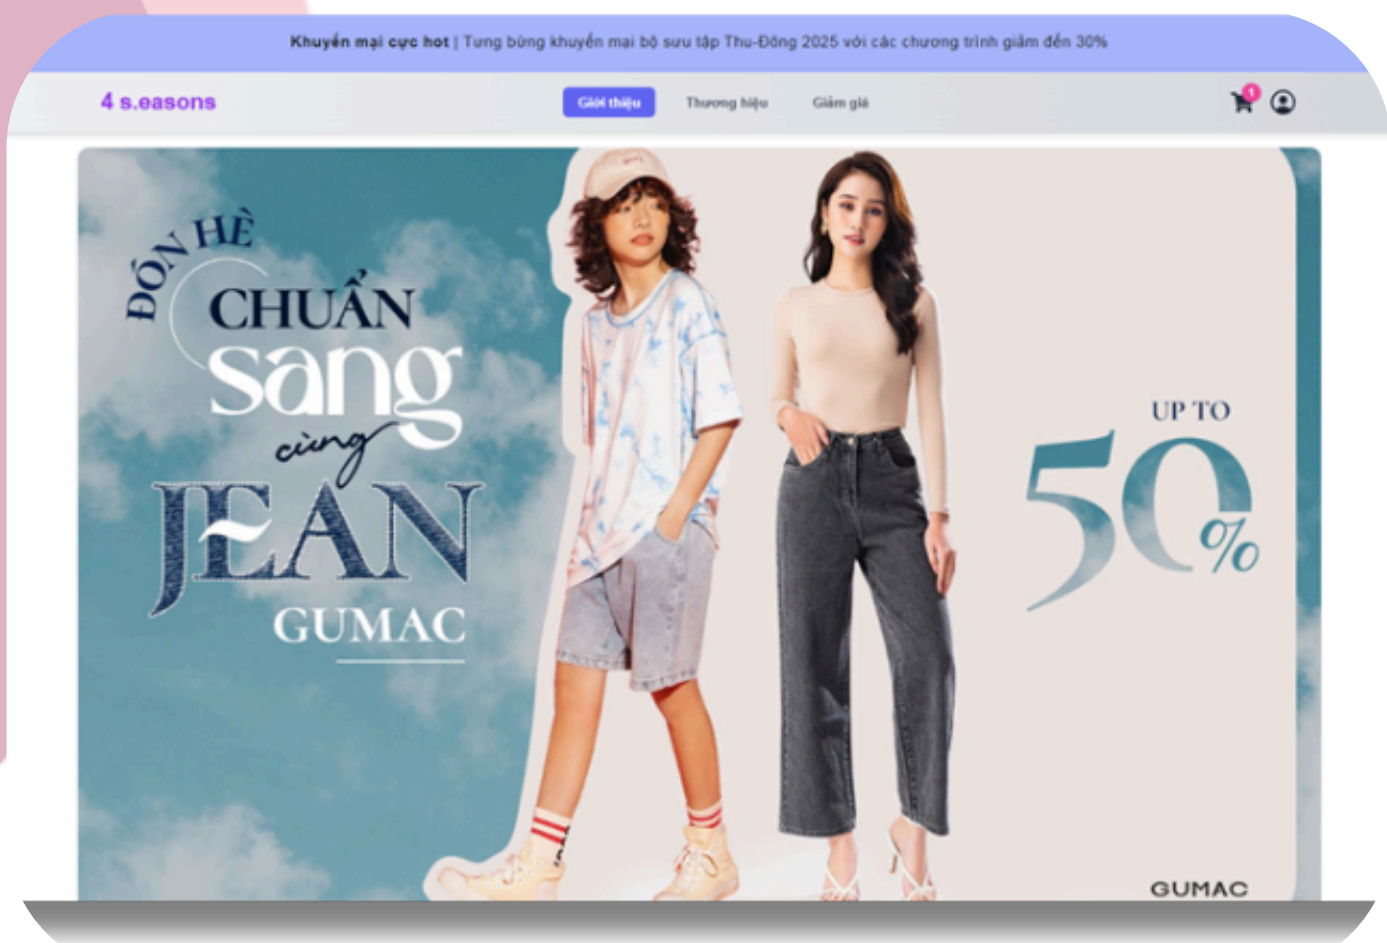 Khuyến mại cực hot | Tưng bừng khuyến mại bộ sưu tập Thu-Đông 2025 với các chương trình giảm đến 30%
4 s.easons
Giới thiệu
Thương hiệu
Giảm giá
1
ĐÓN HÈ
CHUẨN
sang
cùng
JEAN
GUMAC
UP TO
50%
GUMAC